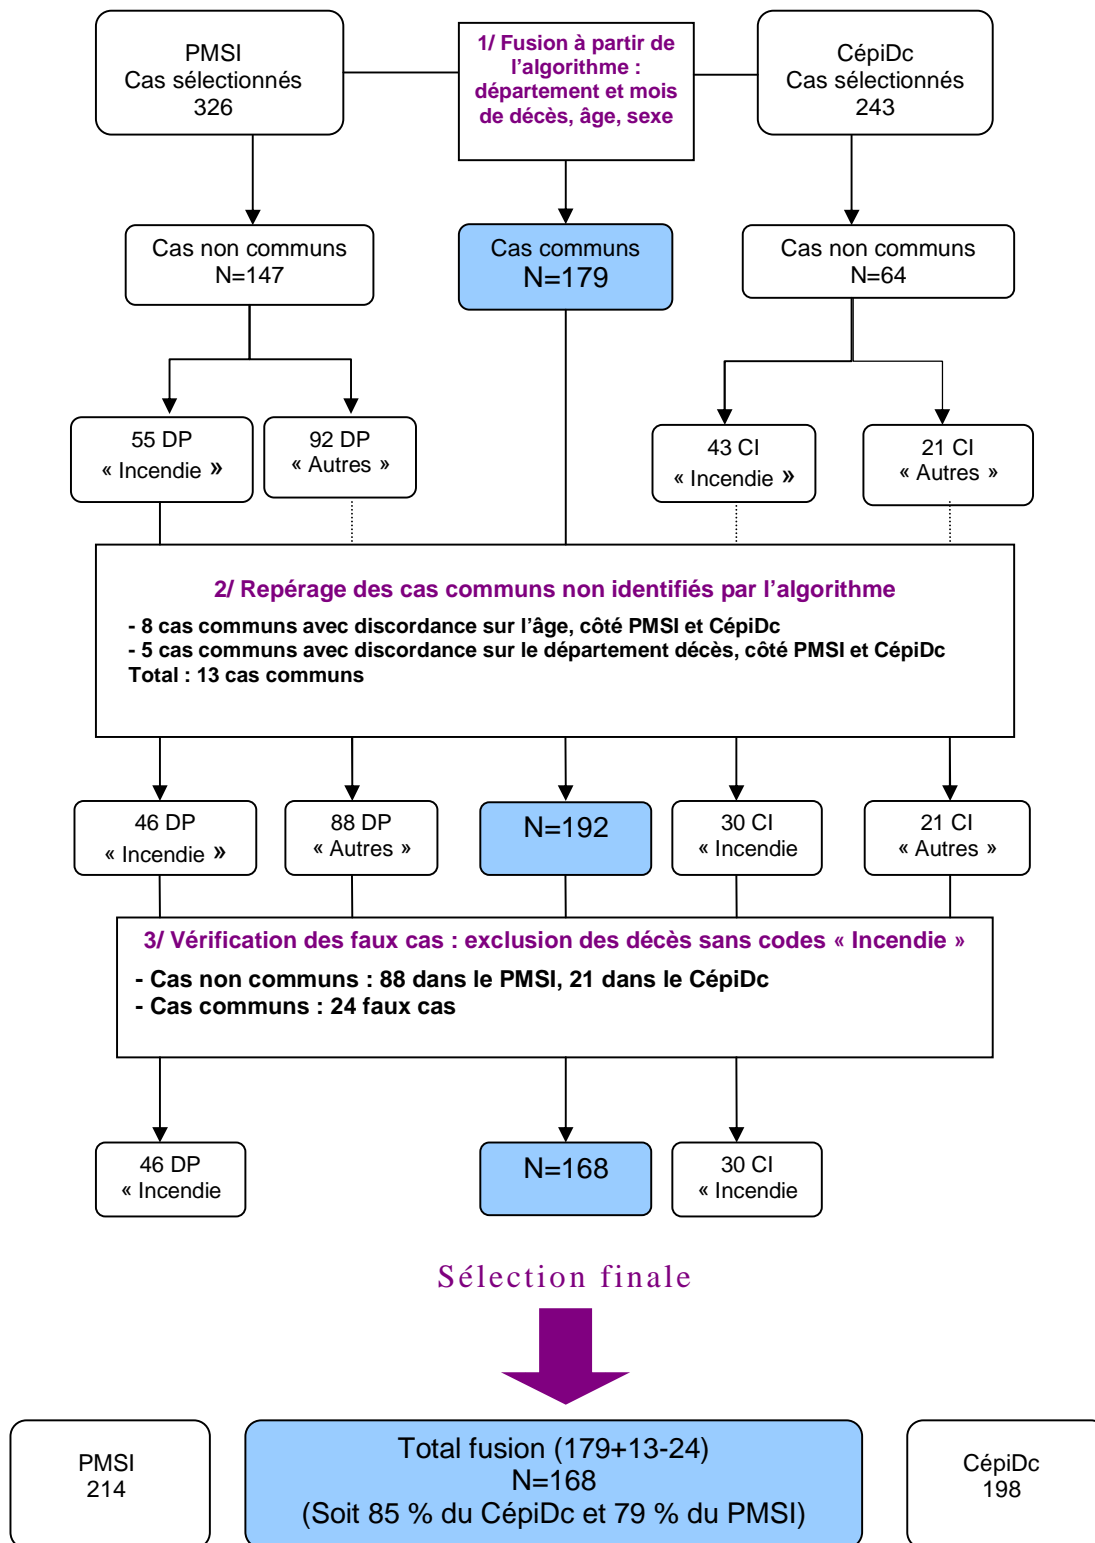 PMSI
Cas sélectionnés
326
1/ Fusion à partir de
l'algorithme :
département et mois
de décès, âge, sexe
CépiDc
Cas sélectionnés
243
Cas non communs
N=147
Cas communs
N=179
Cas non communs
N=64
55 DP
« Incendie »
92 DP
« Autres »
43 CI
« Incendie »
21 CI
« Autres »
2/ Repérage des cas communs non identifiés par l'algorithme
- 8 cas communs avec discordance sur l'âge, côté PMSI et CépiDc
- 5 cas communs avec discordance sur le département décès, côté PMSI et CépiDc
Total : 13 cas communs
46 DP
« Incendie »
88 DP
« Autres »
N=192
30 CI
« Incendie
21 CI
« Autres »
3/ Vérification des faux cas : exclusion des décès sans codes « Incendie »
- Cas non communs : 88 dans le PMSI, 21 dans le CépiDc
- Cas communs : 24 faux cas
46 DP
« Incendie
N=168
30 CI
« Incendie
Sélection finale
PMSI
214
Total fusion (179+13-24)
N=168
(Soit 85 % du CépiDc et 79 % du PMSI)
CépiDc
198